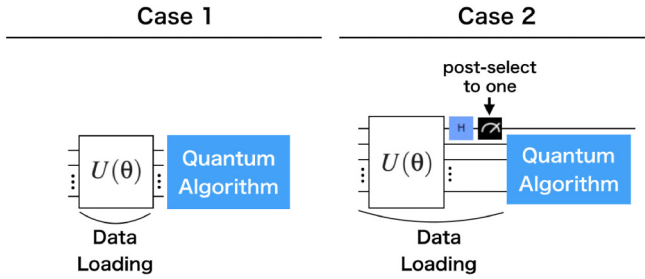 Case 1
U(θ)
Quantum
Algorithm
Data
Loading
Case 2
post-select
to one
H
U(θ)
Quantum
Algorithm
Data
Loading